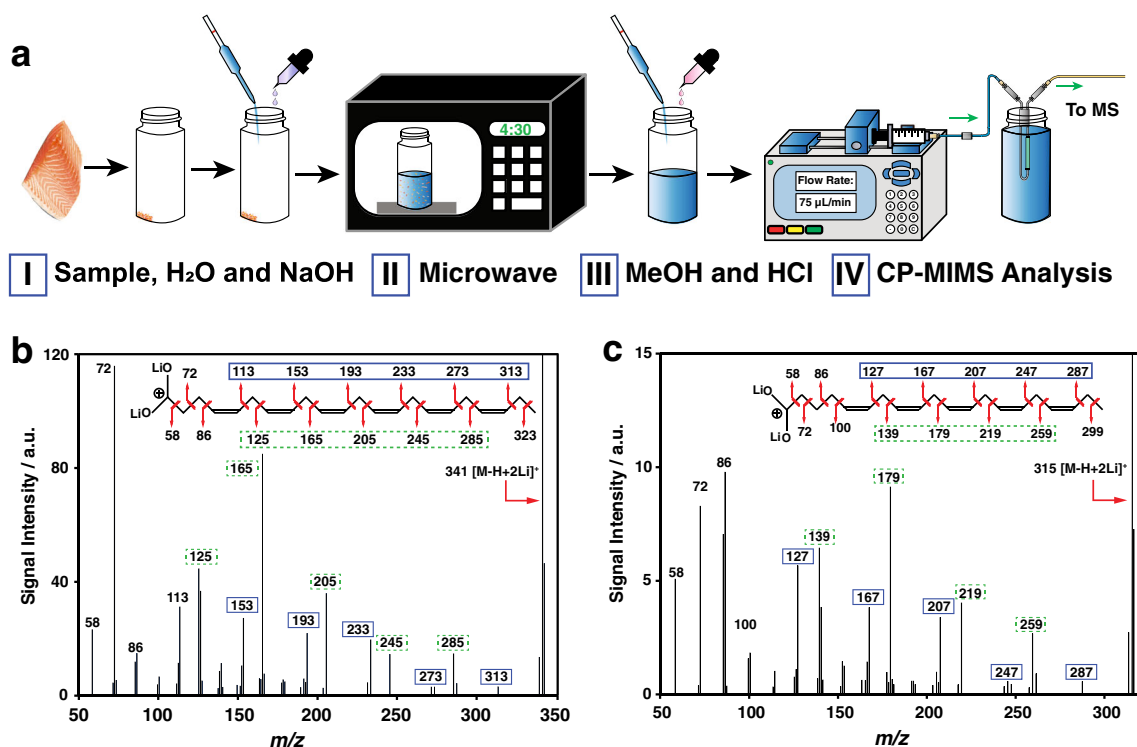 a
4:30
To MS
Flow Rate:
75 µL/min
I Sample, H₂O and NaOH II Microwave III MeOH and HCl IV CP-MIMS Analysis
b
Signal Intensity / a.u.
120
80
40
0
LiO
LiO
⊕
72 113 153 193 233 273 313
58 86 125 165 205 245 285 323
341 [M-H+2Li]⁺
72
165
125
205
58
86
113
153
193
233
245
285
273
313
50 100 150 200 250 300 350
m/z
c
Signal Intensity / a.u.
15
10
5
0
LiO
LiO
⊕
58 86 127 167 207 247 287
72 100 139 179 219 259 299
315 [M-H+2Li]⁺
86
72
58
100
179
139
127
167
207
219
259
247
287
50 100 150 200 250 300
m/z